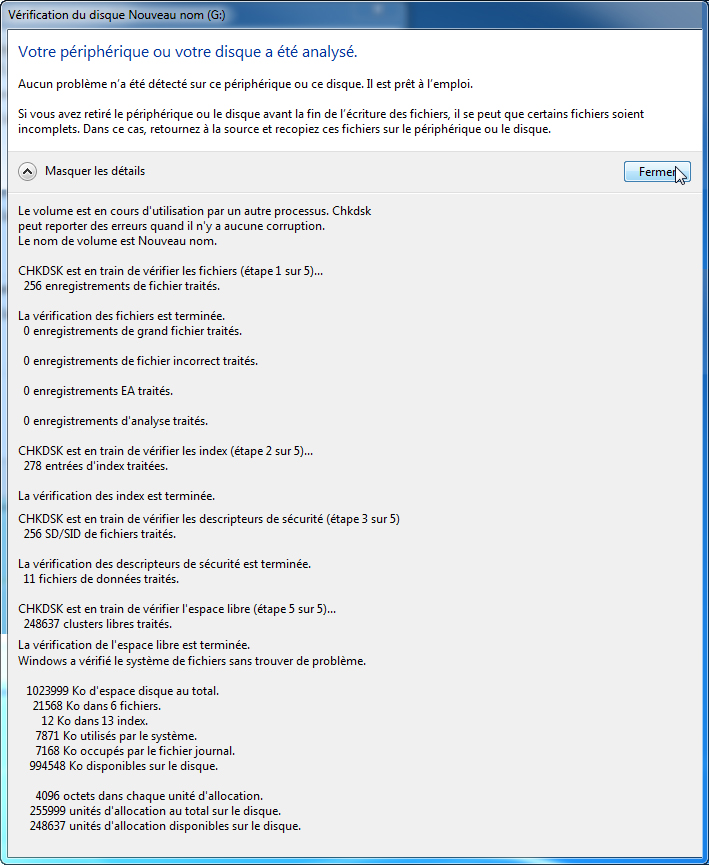 Vérification du disque Nouveau nom (G:)
Votre périphérique ou votre disque a été analysé.
Aucun problème n'a été détecté sur ce périphérique ou ce disque. Il est prêt à l'emploi.
Si vous avez retiré le périphérique ou le disque avant la fin de l'écriture des fichiers, il se peut que certains fichiers soient
incomplets. Dans ce cas, retournez à la source et recopiez ces fichiers sur le périphérique ou le disque.
Masquer les détails
Fermer
Le volume est en cours d'utilisation par un autre processus. Chkdsk
peut reporter des erreurs quand il n'y a aucune corruption.
Le nom de volume est Nouveau nom.
CHKDSK est en train de vérifier les fichiers (étape 1 sur 5)...
256 enregistrements de fichier traités.
La vérification des fichiers est terminée.
0 enregistrements de grand fichier traités.
0 enregistrements de fichier incorrect traités.
0 enregistrements EA traités.
0 enregistrements d'analyse traités.
CHKDSK est en train de vérifier les index (étape 2 sur 5)...
278 entrées d'index traitées.
La vérification des index est terminée.
CHKDSK est en train de vérifier les descripteurs de sécurité (étape 3 sur 5)
256 SD/SID de fichiers traités.
La vérification des descripteurs de sécurité est terminée.
11 fichiers de données traités.
CHKDSK est en train de vérifier l'espace libre (étape 5 sur 5)...
248637 clusters libres traités.
La vérification de l'espace libre est terminée.
Windows a vérifié le système de fichiers sans trouver de problème.
1023999 Ko d'espace disque au total.
21568 Ko dans 6 fichiers.
12 Ko dans 13 index.
7871 Ko utilisés par le système.
7168 Ko occupés par le fichier journal.
994548 Ko disponibles sur le disque.
4096 octets dans chaque unité d'allocation.
255999 unités d'allocation au total sur le disque.
248637 unités d'allocation disponibles sur le disque.